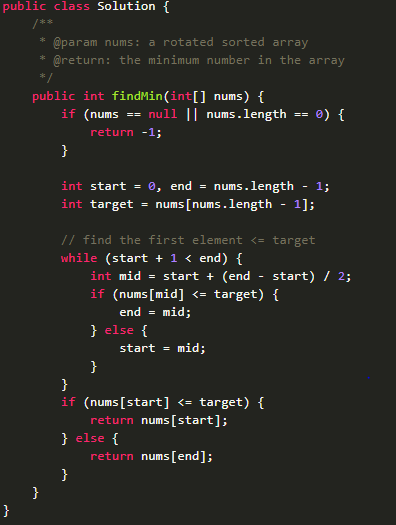 public class Solution {
    /**
     * @param nums: a rotated sorted array
     * @return: the minimum number in the array
     */
    public int findMin(int[] nums) {
        if (nums == null || nums.length == 0) {
            return -1;
        }

        int start = 0, end = nums.length - 1;
        int target = nums[nums.length - 1];

        // find the first element <= target
        while (start + 1 < end) {
            int mid = start + (end - start) / 2;
            if (nums[mid] <= target) {
                end = mid;
            } else {
                start = mid;
            }
        }
        if (nums[start] <= target) {
            return nums[start];
        } else {
            return nums[end];
        }
    }
}